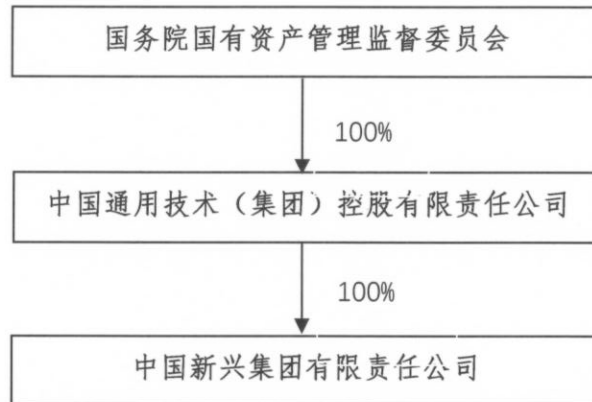 国务院国有资产管理监督委员会
100%
中国通用技术（集团）控股有限责任公司
100%
中国新兴集团有限责任公司